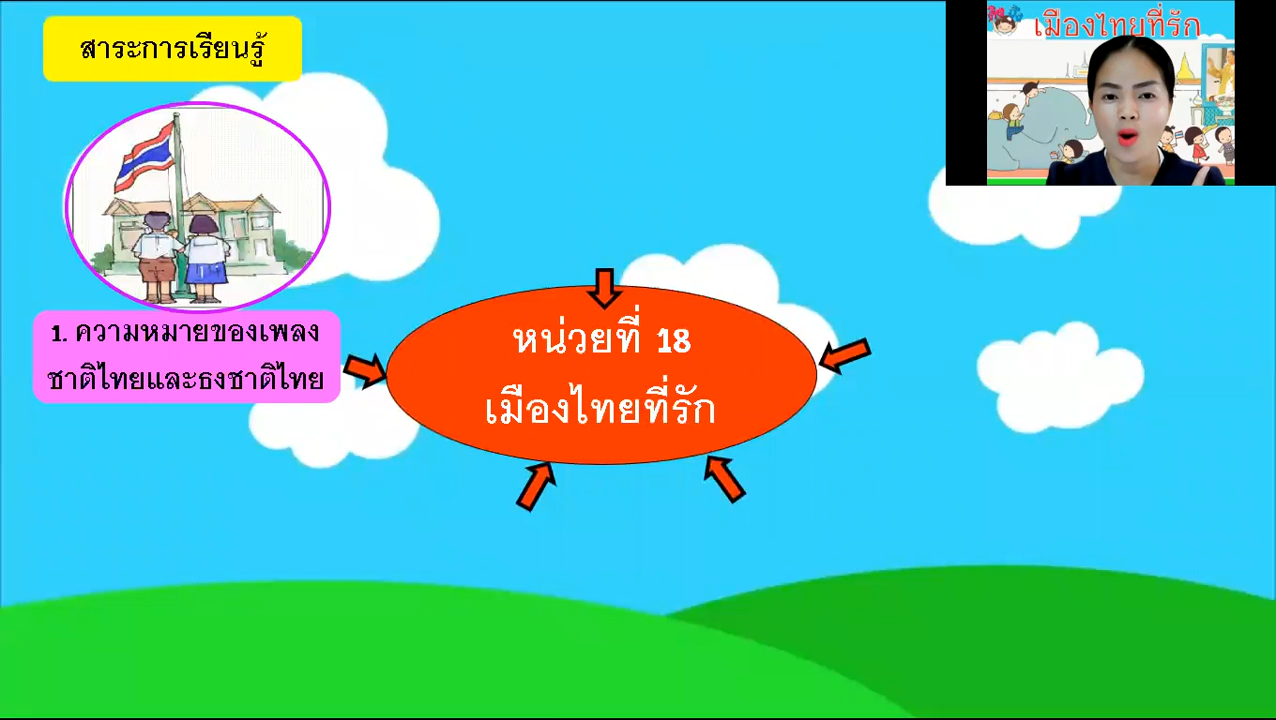 สาระการเรียนรู้
เมืองไทยที่รัก
1. ความหมายของเพลง
ชาติไทยและธงชาติไทย
หน่วยที่ 18
เมืองไทยที่รัก